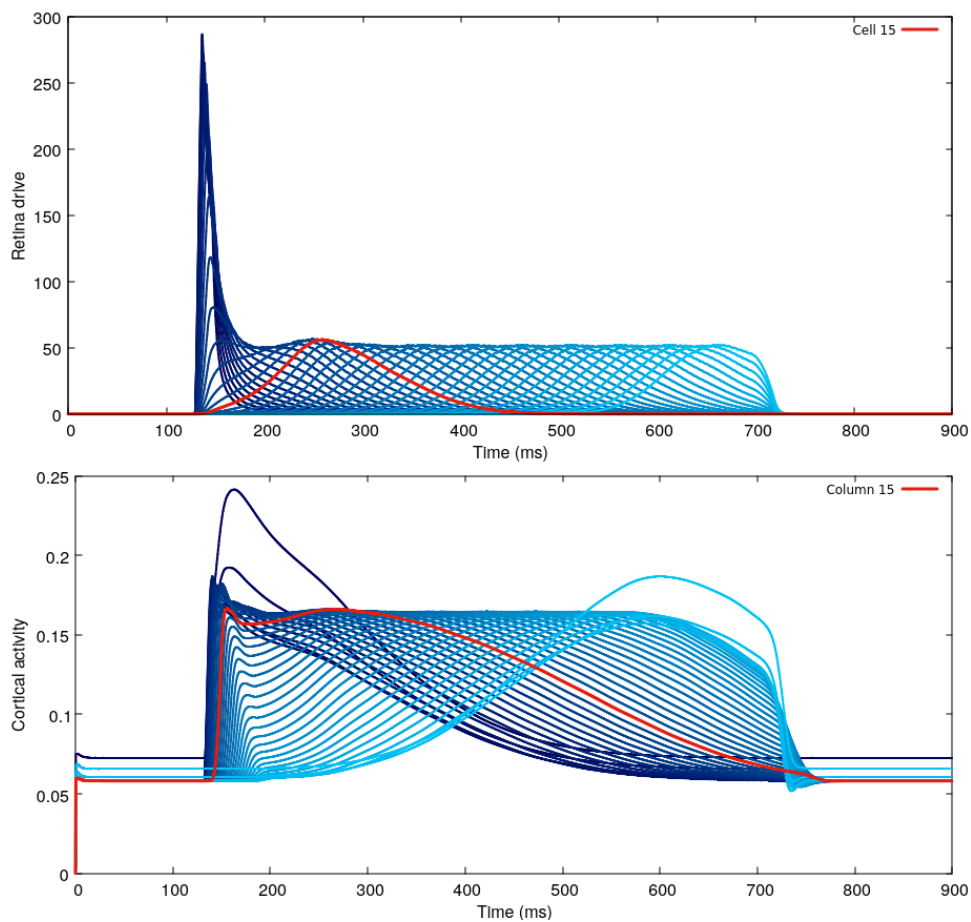 300
250
200
150
100
50
0
Retina drive
Cell 15
0 100 200 300 400 500 600 700 800 900
Time (ms)
0.25
0.2
0.15
0.1
0.05
0
Cortical activity
Column 15
0 100 200 300 400 500 600 700 800 900
Time (ms)